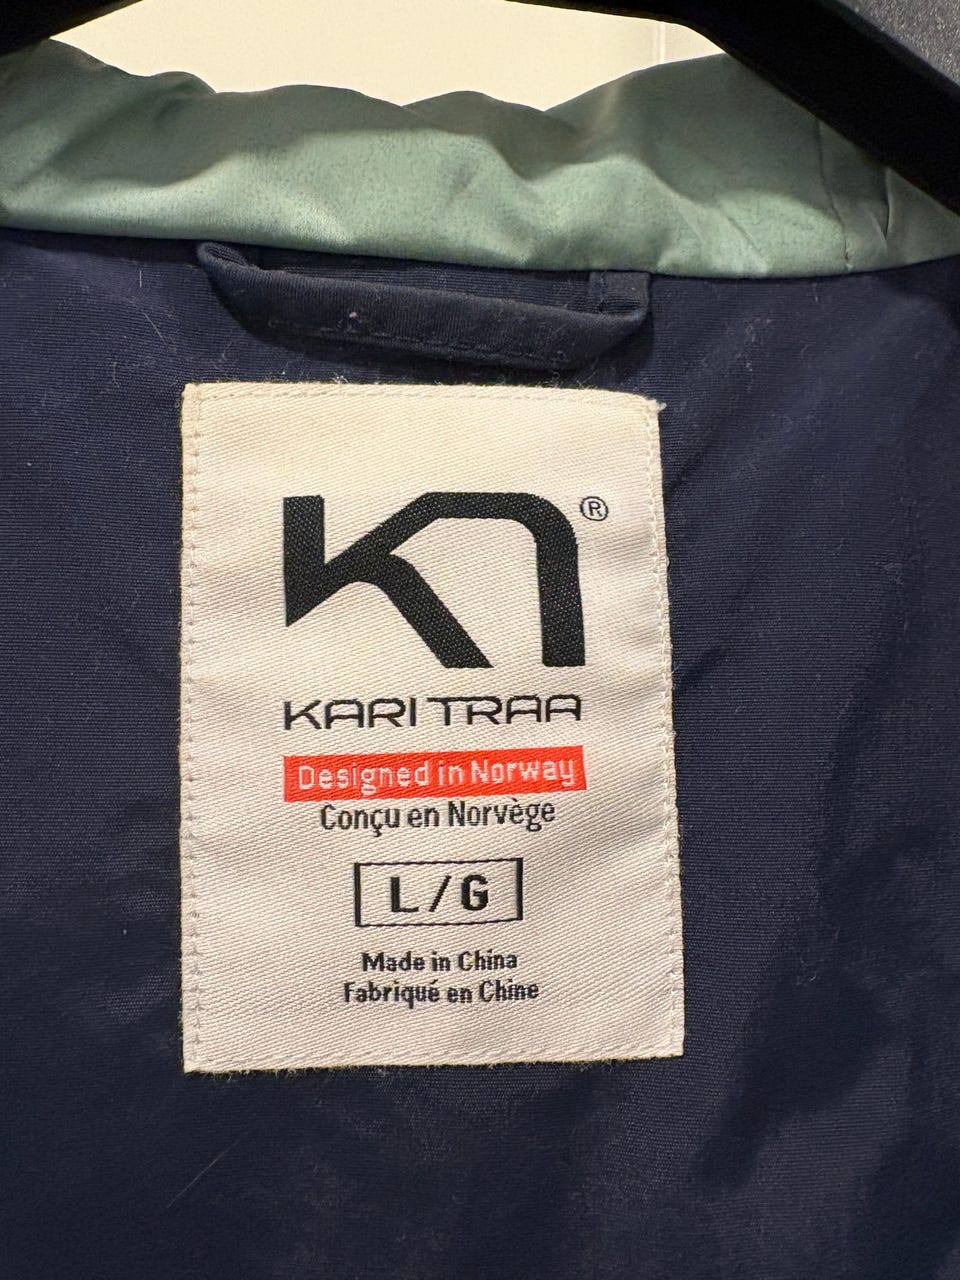 ®
KARI TRAA
Designed in Norway
Conçu en Norvège
L/G
Made in China
Fabriqué en Chine